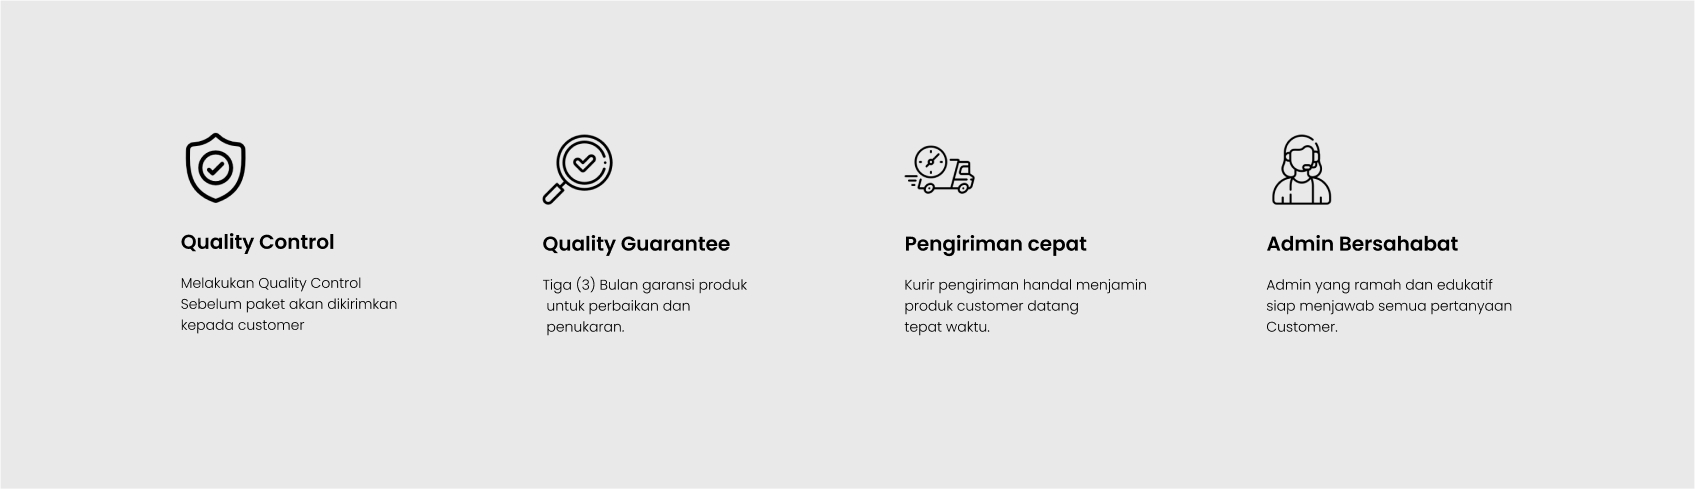 Quality Control
Melakukan Quality Control
Sebelum paket akan dikirimkan
kepada customer
Quality Guarantee
Tiga (3) Bulan garansi produk
untuk perbaikan dan
penukaran.
Pengiriman cepat
Kurir pengiriman handal menjamin
produk customer datang
tepat waktu.
Admin Bersahabat
Admin yang ramah dan edukatif
siap menjawab semua pertanyaan
Customer.